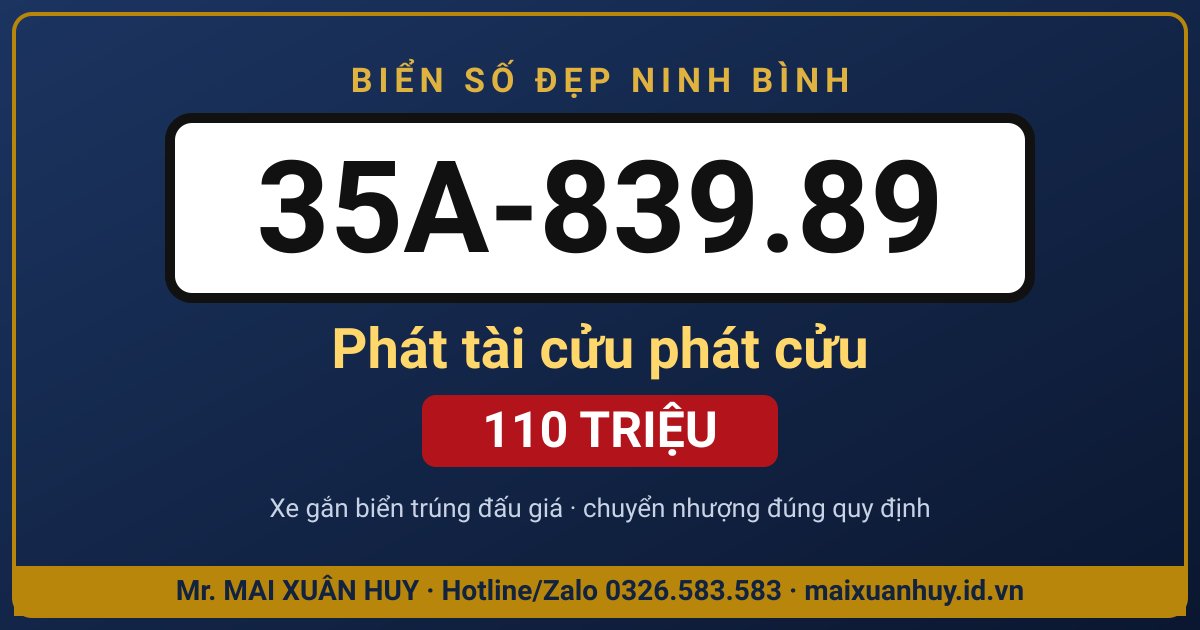 BIỂN SỐ ĐẸP NINH BÌNH
35A-839.89
Phát tài cửu phát cửu
110 TRIỆU
Xe gắn biển trúng đấu giá · chuyển nhượng đúng quy định
Mr. MAI XUÂN HUY · Hotline/Zalo 0326.583.583 · maixuanhuy.id.vn